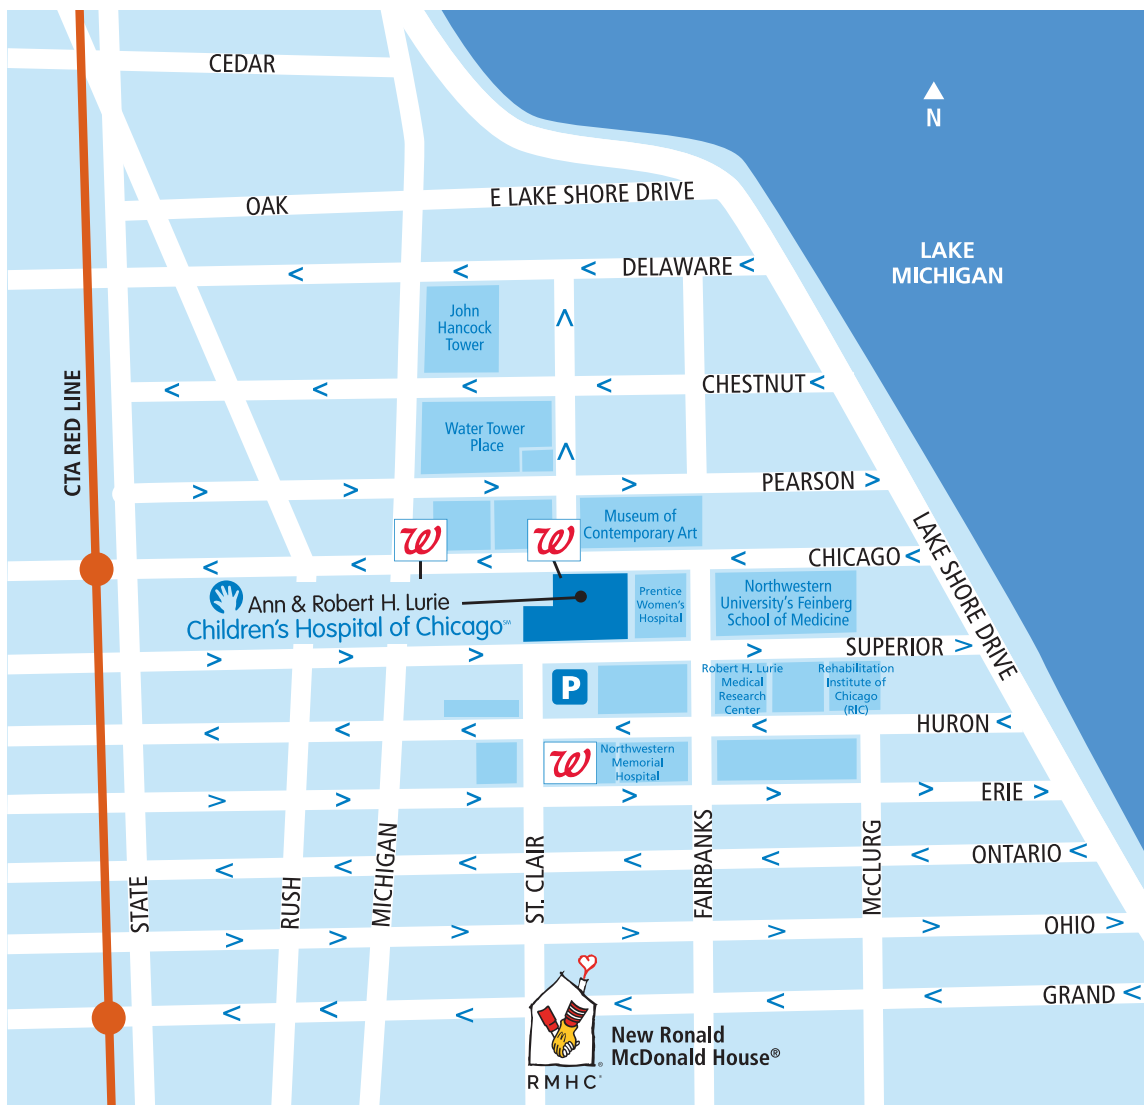 CEDAR
N
OAK
E LAKE SHORE DRIVE
LAKE
MICHIGAN
DELAWARE
John
Hancock
Tower
CHESTNUT
CTA RED LINE
Water Tower
Place
PEARSON
Museum of
Contemporary Art
LAKE SHORE DRIVE
W
W
CHICAGO
Ann & Robert H. Lurie
Children's Hospital of Chicago℠
Prentice
Women's
Hospital
Northwestern
University's Feinberg
School of Medicine
SUPERIOR
P
Robert H. Lurie
Medical
Research
Center
Rehabilitation
Institute of
Chicago
(RIC)
HURON
W
Northwestern
Memorial
Hospital
ERIE
STATE
RUSH
MICHIGAN
ST. CLAIR
FAIRBANKS
McCLURG
ONTARIO
OHIO
GRAND
New Ronald
McDonald House®
RMHC®